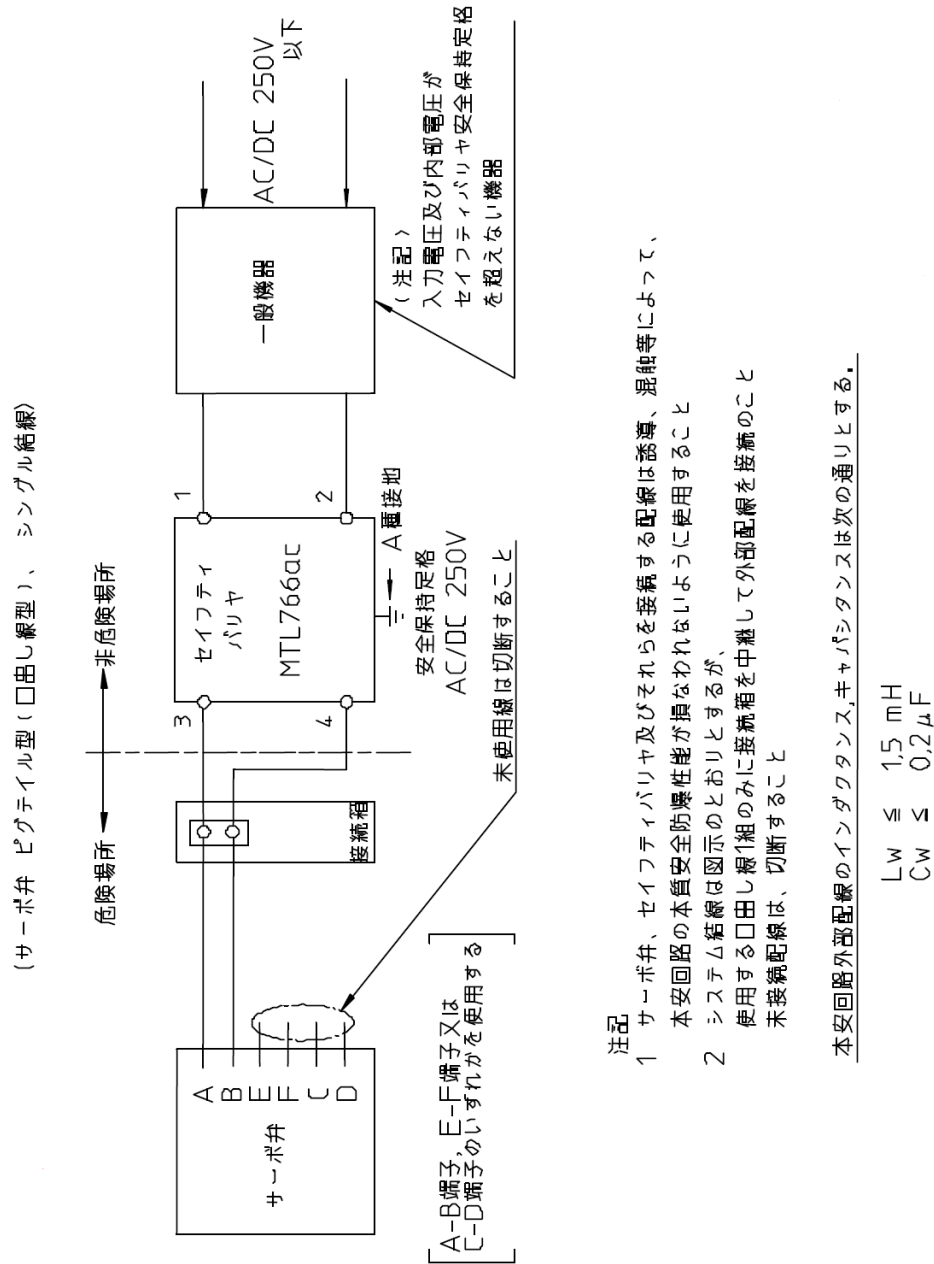 (サーボ弁 ピグテイル型(口出し線型)、 シングル結線)
危険場所 非危険場所
サーボ弁
A
B
E
F
C
D
A-B端子, E-F端子又は
C-D端子のいずれかを使用する
接続箱
未使用線は切断すること
3
4
セイフティ
バリヤ
MTL766ac
1
2
A種接地
安全保持定格
AC/DC 250V
一般機器
AC/DC 250V
以下
(注記)
入力電圧及び内部電圧が
セイフティバリヤ安全保持定格
を超えない機器
注記
1 サーボ弁、セイフティバリヤ及びそれらを接続する配線は誘導、混触等によって、
本安回路の本質安全防爆性能が損なわれないように使用すること
2 システム結線は図示のとおりとするが、
使用する口出し線1組のみに接続箱を中継して外部配線を接続のこと
未接続配線は、切断すること
本安回路外部配線のインダクタンス,キャパシタンスは次の通りとする。
Lw ≦ 1,5 mH
Cw ≦ 0,2μF